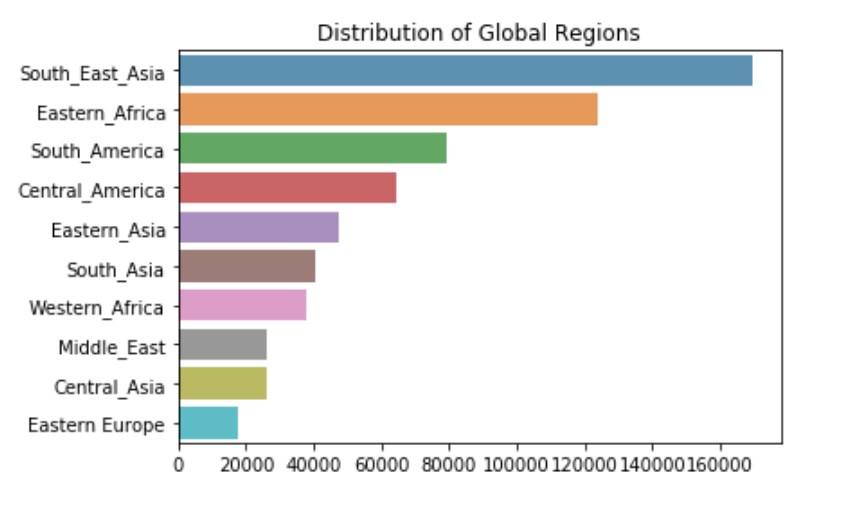 Distribution of Global Regions
South_East_Asia
Eastern_Africa
South_America
Central_America
Eastern_Asia
South_Asia
Western_Africa
Middle_East
Central_Asia
Eastern Europe
0 20000 40000 60000 80000 100000 120000 140000 160000